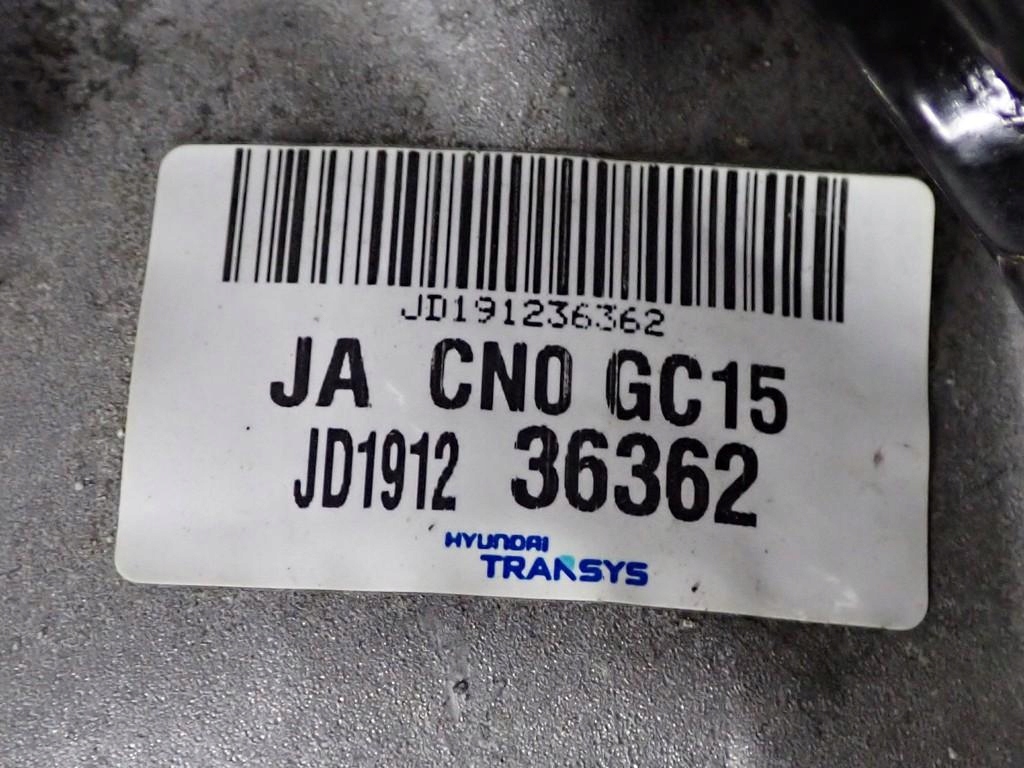 JD191236362
JA CN0 GC15
JD1912 36362
HYUNDAI
TRANSYS